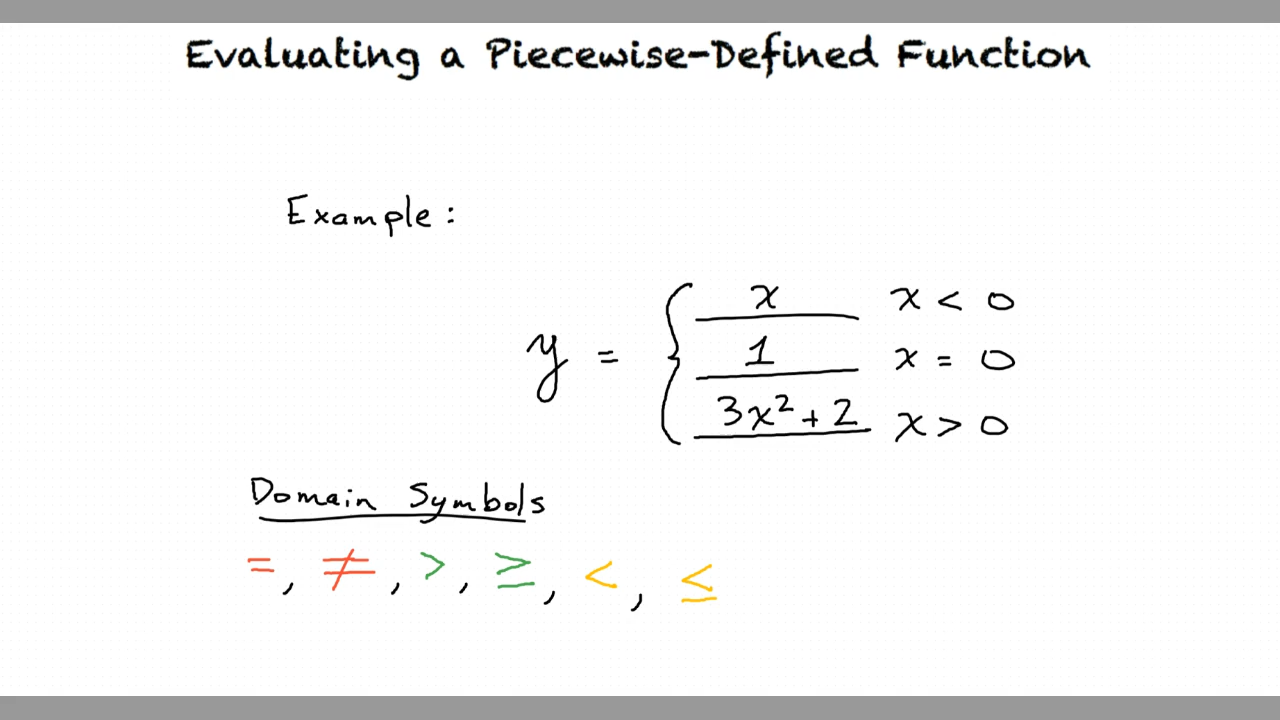 Evaluating a Piecewise-Defined Function
Example:
y = { x   x < 0
1   x = 0
3x² + 2   x > 0
Domain Symbols
=, ≠, >, ≥, <, ≤